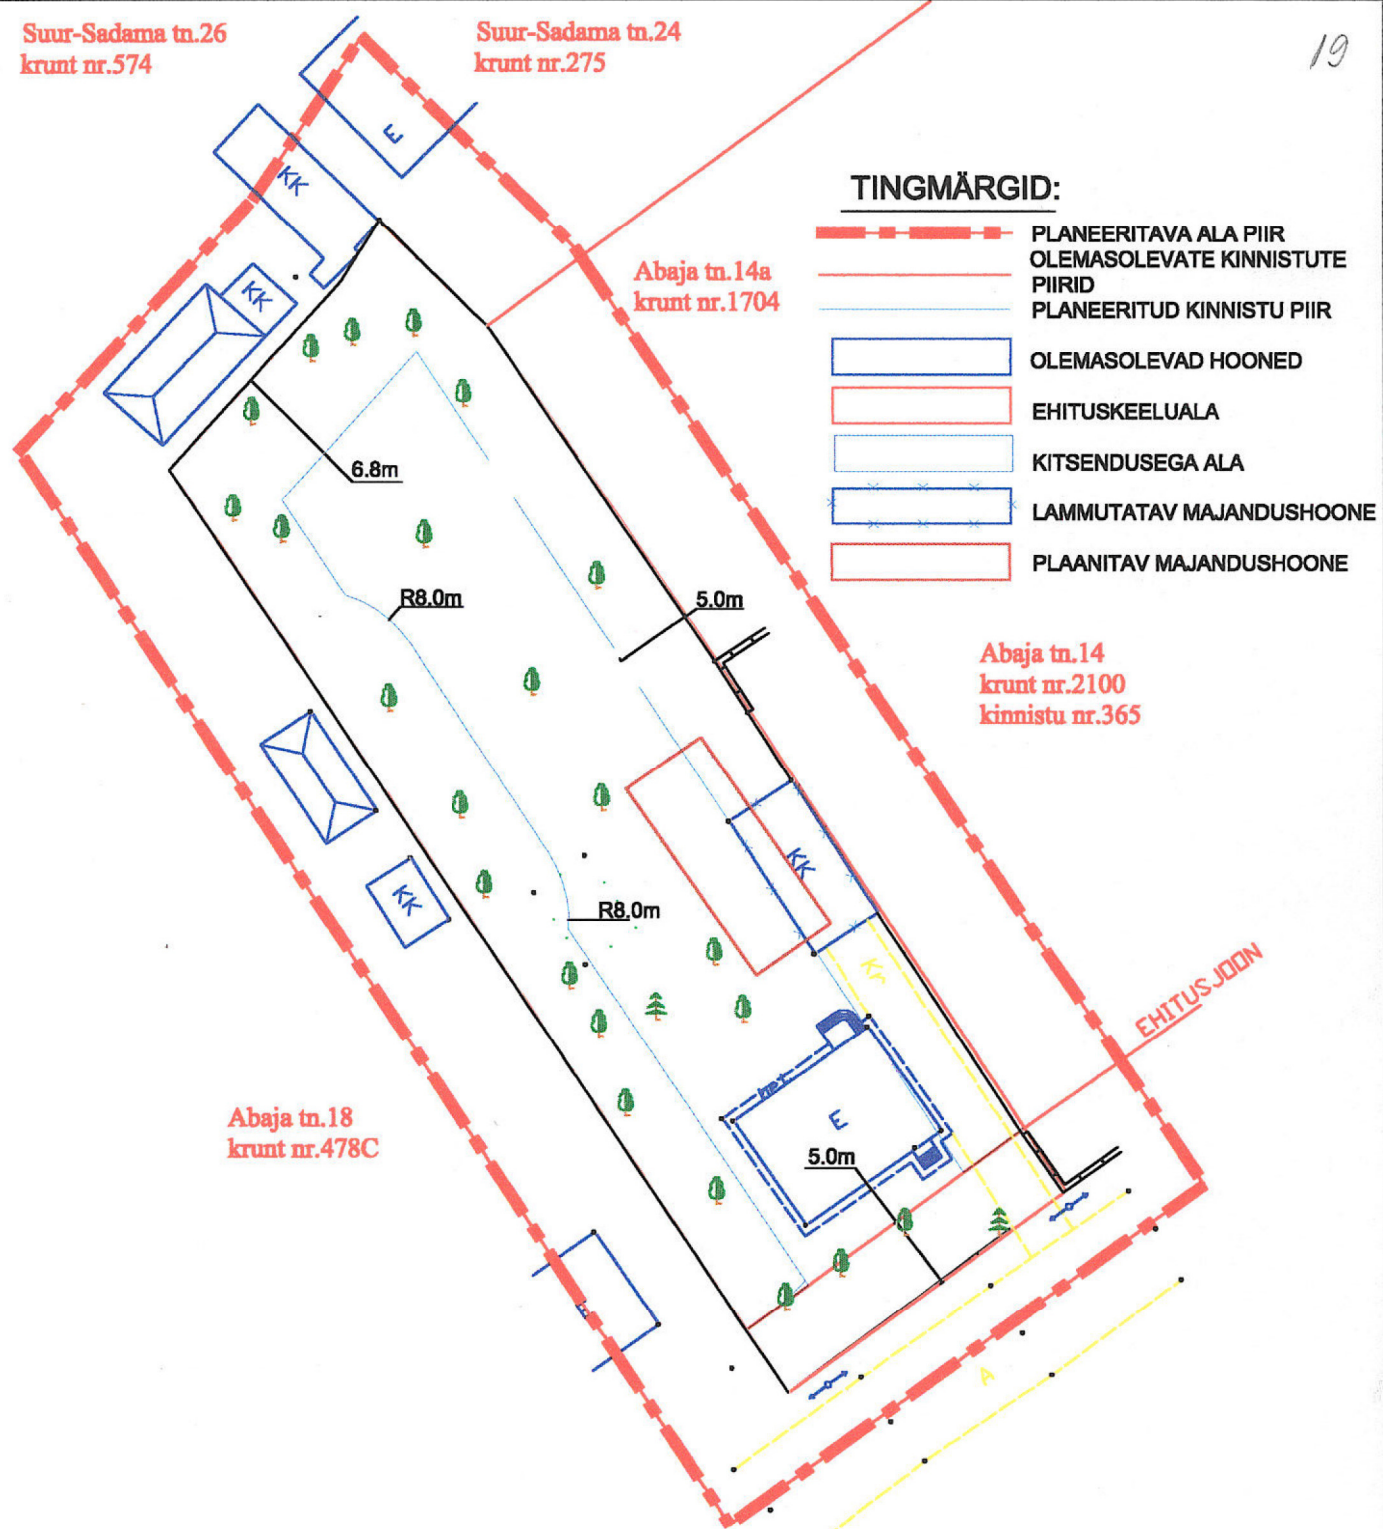 Suur-Sadama tn.26
krunt nr.574
Suur-Sadama tn.24
krunt nr.275
19
E
KK
KK
TINGMÄRGID:
PLANEERITAVA ALA PIIR
OLEMASOLEVATE KINNISTUTE
PIIRID
PLANEERITUD KINNISTU PIIR
OLEMASOLEVAD HOONED
EHITUSKEELUALA
KITSENDUSEGA ALA
LAMMUTATAV MAJANDUSHOONE
PLAANITAV MAJANDUSHOONE
Abaja tn.14a
krunt nr.1704
6.8m
R8.0m
5.0m
Abaja tn.14
krunt nr.2100
kinnistu nr.365
KK
KK
R8.0m
Kr
EHITUSJOON
E
5.0m
Abaja tn.18
krunt nr.478C
A